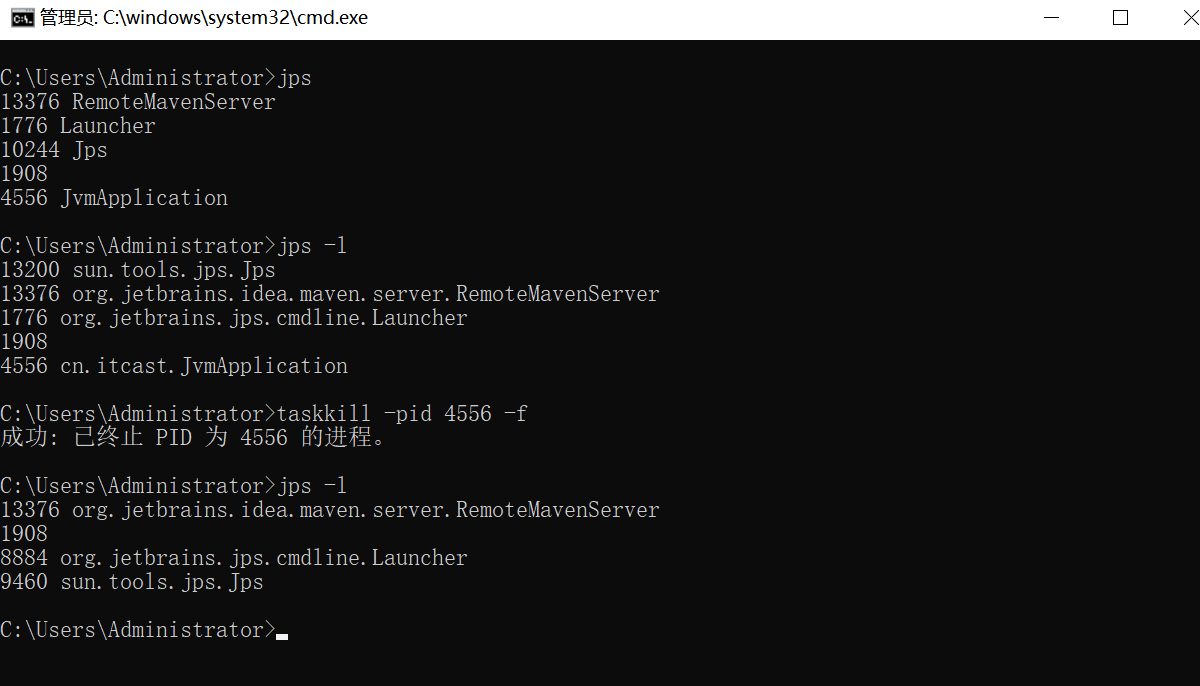 管理员: C:\windows\system32\cmd.exe
C:\Users\Administrator>jps
13376 RemoteMavenServer
1776 Launcher
10244 Jps
1908
4556 JvmApplication
C:\Users\Administrator>jps -l
13200 sun.tools.jps.Jps
13376 org.jetbrains.idea.maven.server.RemoteMavenServer
1776 org.jetbrains.jps.cmdline.Launcher
1908
4556 cn.itcast.JvmApplication
C:\Users\Administrator>taskkill -pid 4556 -f
成功: 已终止 PID 为 4556 的进程。
C:\Users\Administrator>jps -l
13376 org.jetbrains.idea.maven.server.RemoteMavenServer
1908
8884 org.jetbrains.jps.cmdline.Launcher
9460 sun.tools.jps.Jps
C:\Users\Administrator>